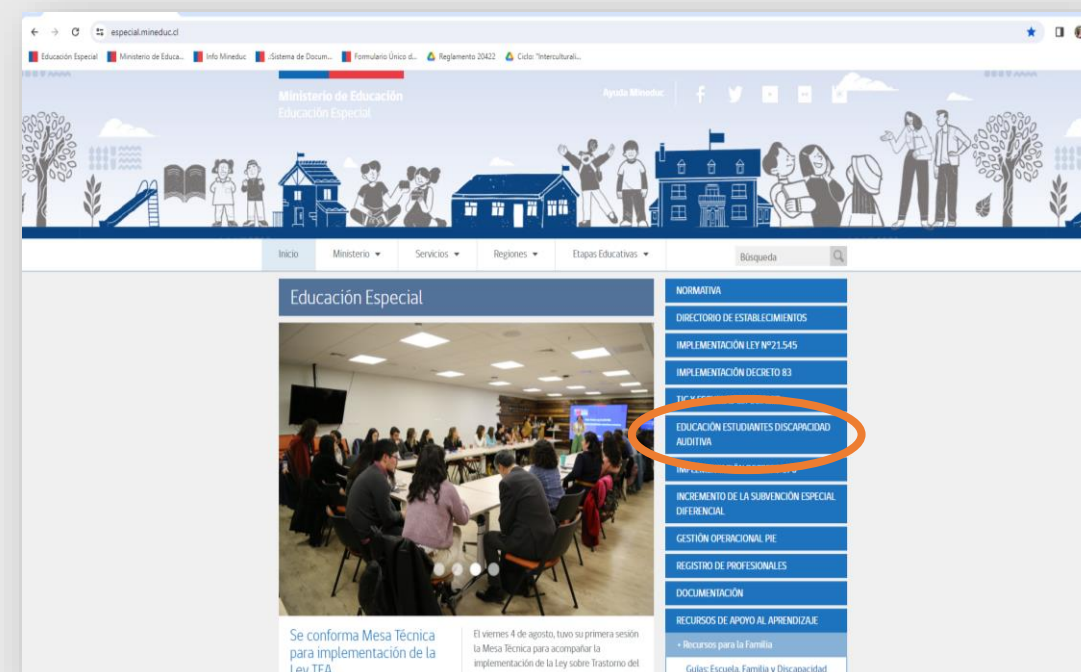 especial.mineduc.cl
Educación Especial
Ministerio de Educa...
Info Mineduc
.:Sistema de Docum...
Formulario Único d...
Reglamento 20422
Ciclo: "Interculturali...
Ministerio de Educación
Educación Especial
Ayuda Mineduc
Inicio
Ministerio
Servicios
Regiones
Etapas Educativas
Búsqueda
Educación Especial
Se conforma Mesa Técnica
para implementación de la
Ley TEA
El viernes 4 de agosto, tuvo su primera sesión
la Mesa Técnica para acompañar la
implementación de la Ley sobre Trastorno del
NORMATIVA
DIRECTORIO DE ESTABLECIMIENTOS
IMPLEMENTACIÓN LEY Nº21.545
IMPLEMENTACIÓN DECRETO 83
TIC Y
EDUCACIÓN ESTUDIANTES DISCAPACIDAD
AUDITIVA
INCREMENTO DE LA SUBVENCIÓN ESPECIAL
DIFERENCIAL
GESTIÓN OPERACIONAL PIE
REGISTRO DE PROFESIONALES
DOCUMENTACIÓN
RECURSOS DE APOYO AL APRENDIZAJE
• Recursos para la Familia
Guías: Escuela, Familia y Discapacidad